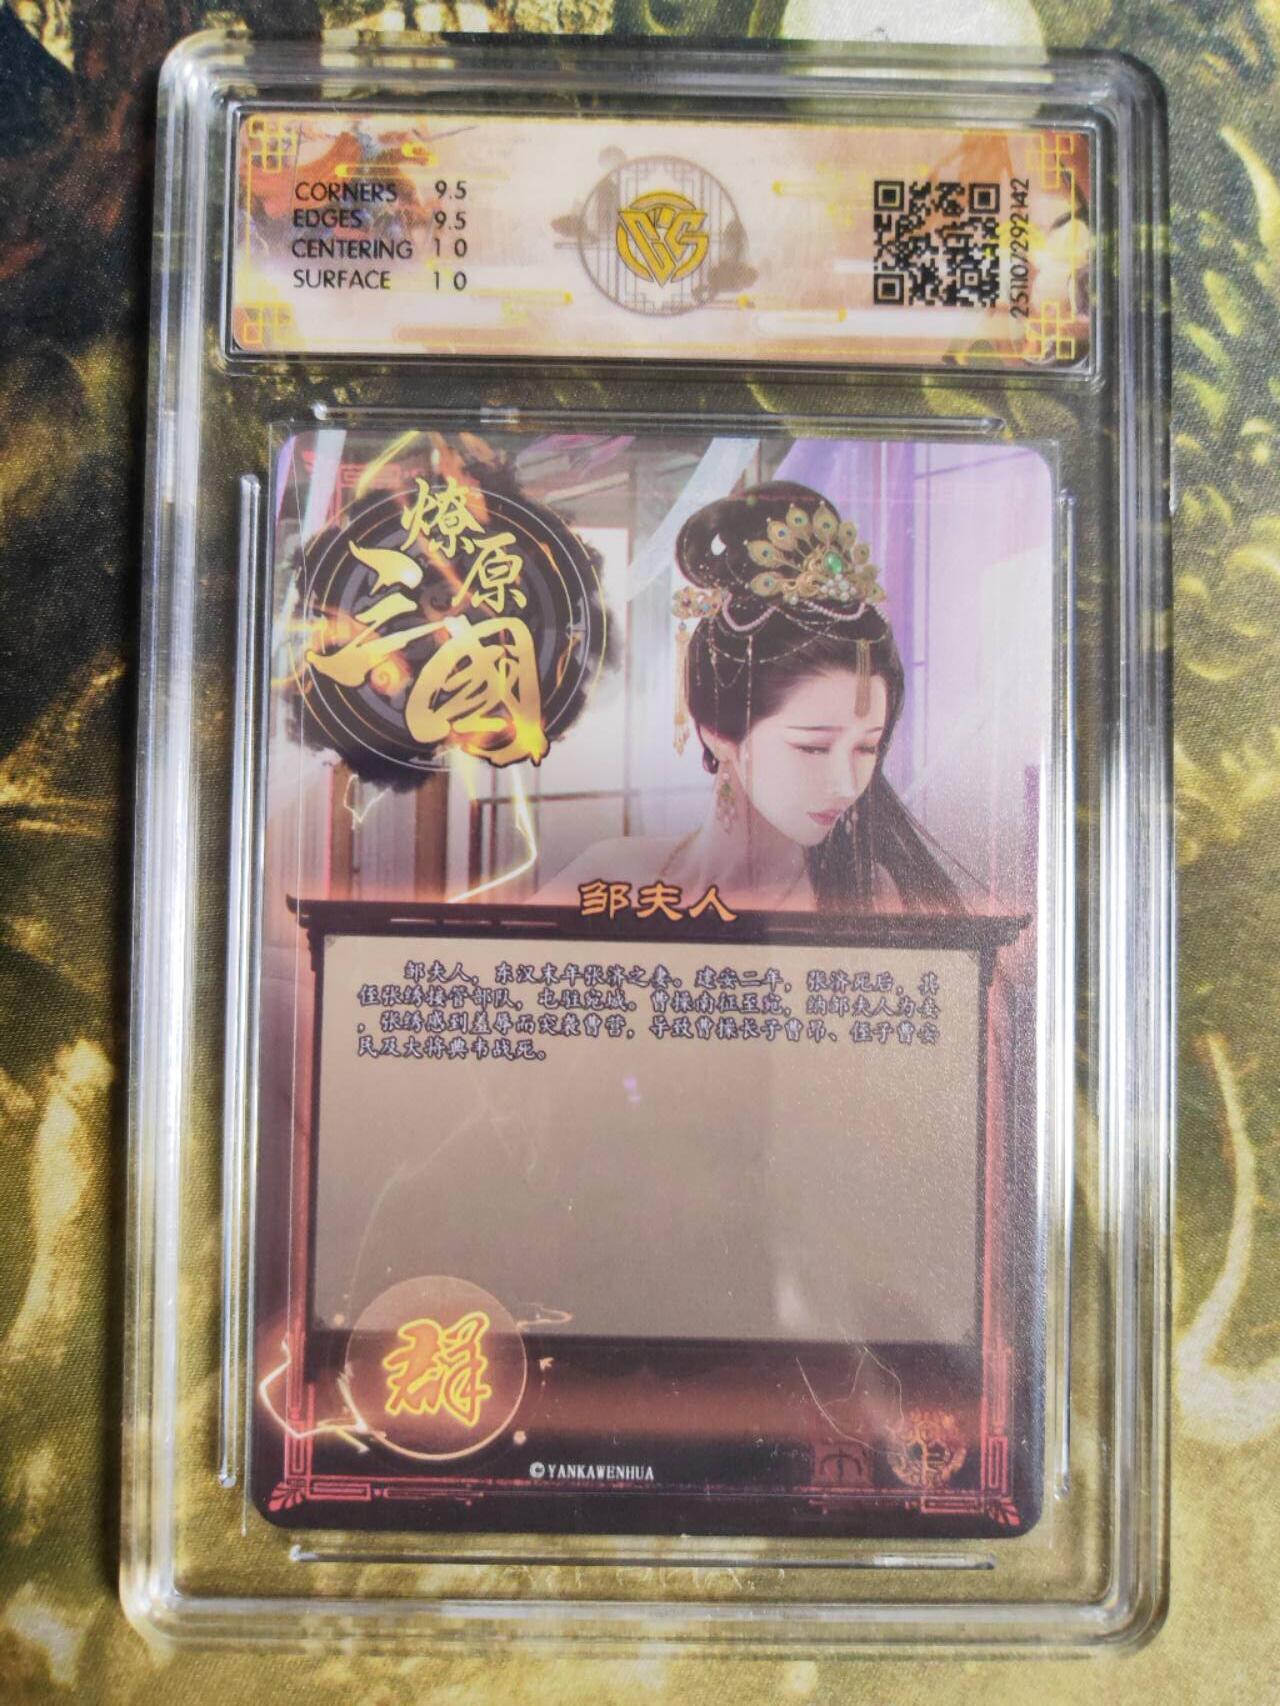 CORNERS 9.5
EDGES 9.5
CENTERING 10
SURFACE 10
251107292142
燎原
三國
邹夫人
邹夫人，东汉末年张济之妻。建安二年，张济死后，其
侄张绣接管部队，屯驻宛城。曹操南征至宛，纳邹夫人为妾
，张绣感到羞辱而突袭曹营，导致曹操长子曹昂、侄子曹安
民及大将典韦战死。
群
©YANKAWENHUA